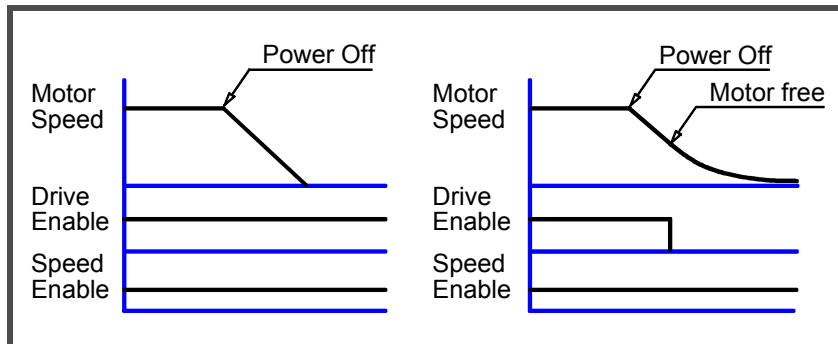 Power Off
Motor
Speed
Drive
Enable
Speed
Enable
Power Off
Motor free
Motor
Speed
Drive
Enable
Speed
Enable